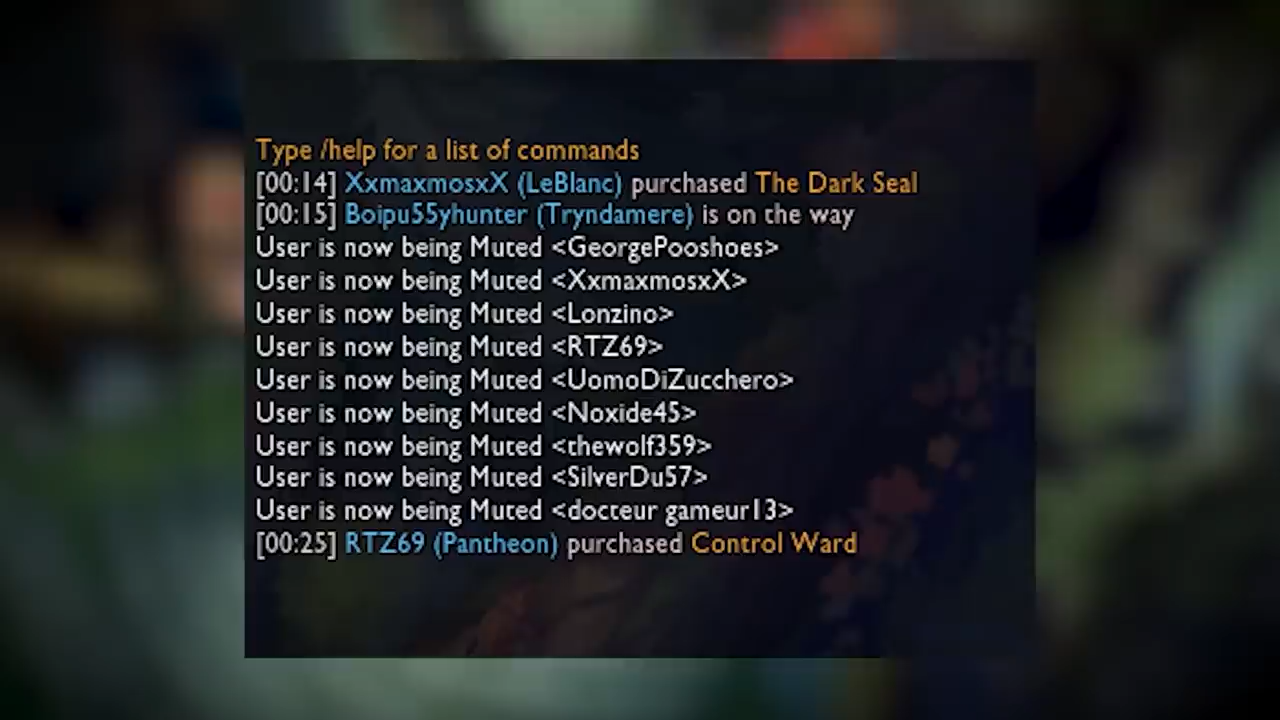 Type /help for a list of commands
[00:14] XxmaxmosxX (LeBlanc) purchased The Dark Seal
[00:15] Boipu55yhunter (Tryndamere) is on the way
User is now being Muted <GeorgePooshoes>
User is now being Muted <XxmaxmosxX>
User is now being Muted <Lonzino>
User is now being Muted <RTZ69>
User is now being Muted <UomoDiZucchero>
User is now being Muted <Noxide45>
User is now being Muted <thewolf359>
User is now being Muted <SilverDu57>
User is now being Muted <docteur gameur13>
[00:25] RTZ69 (Pantheon) purchased Control Ward